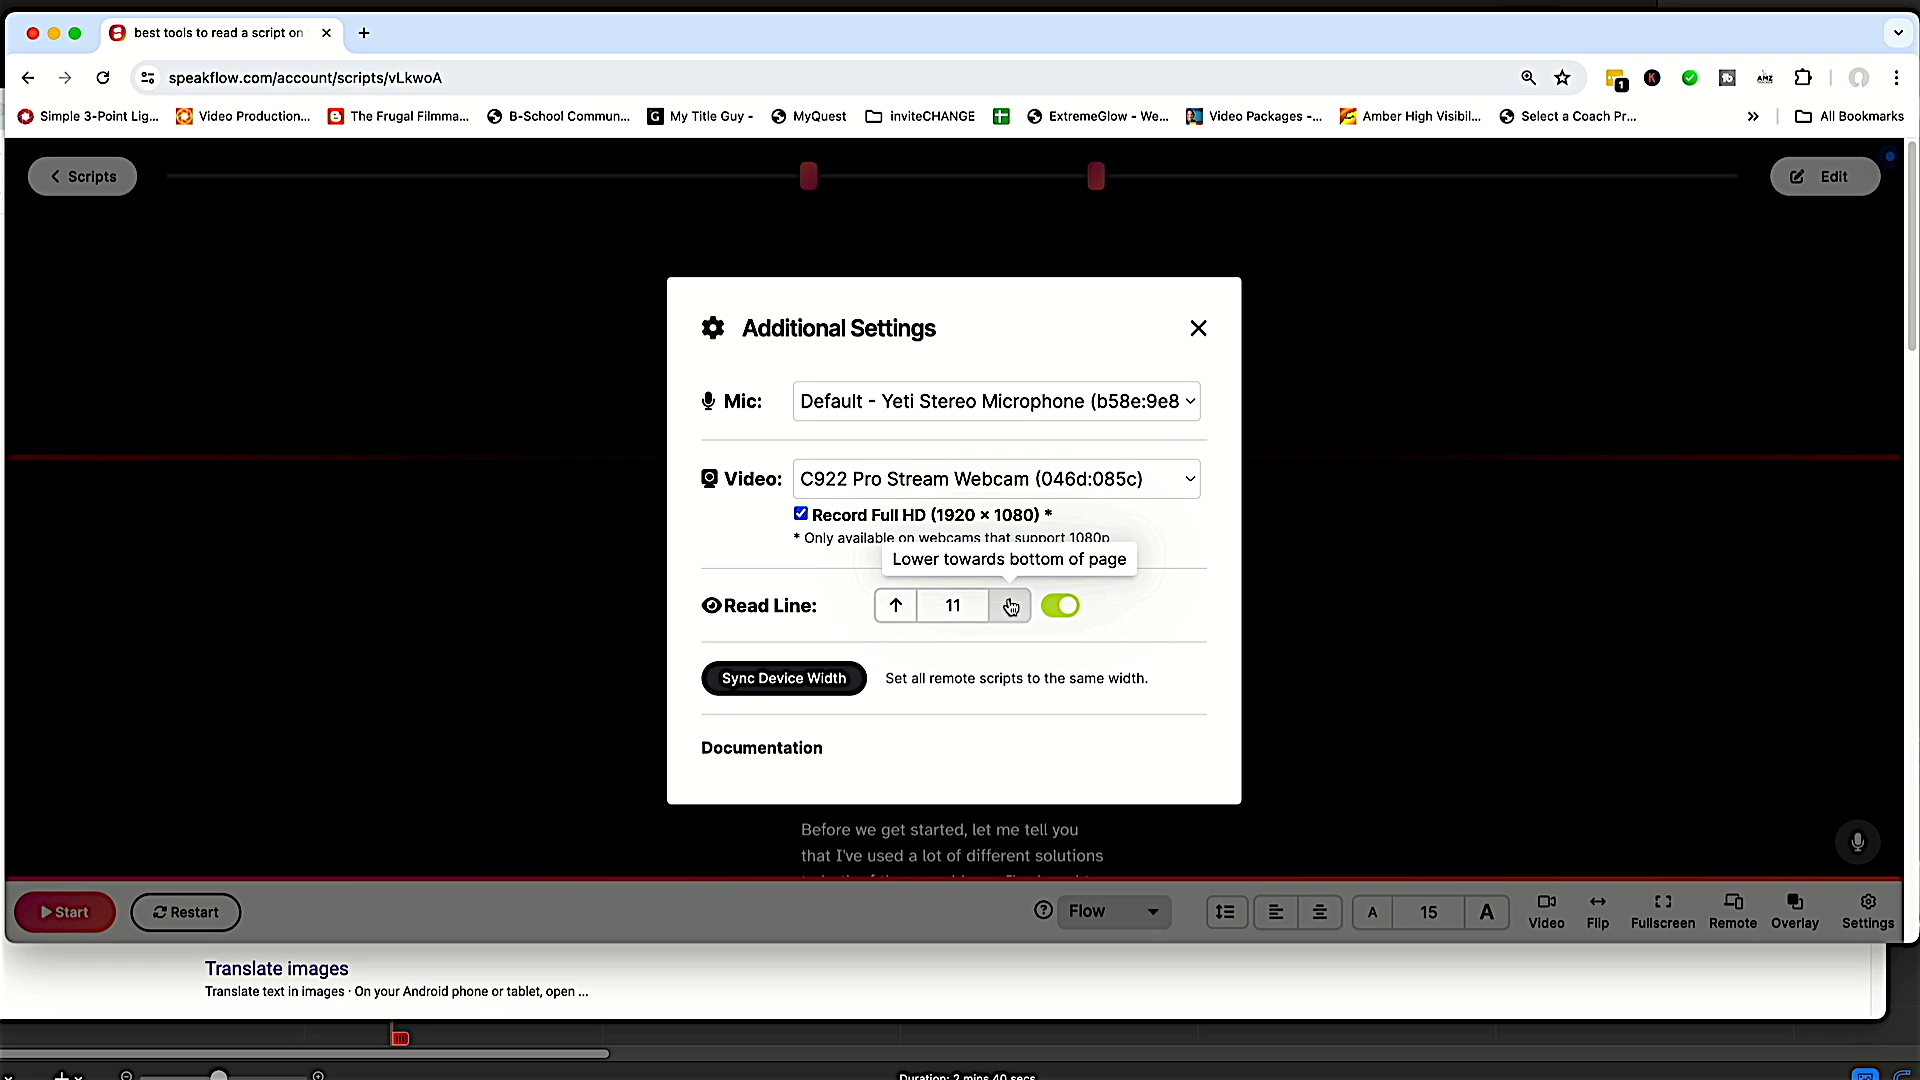 best tools to read a script on
speakflow.com/account/scripts/vLkwoA
1
Simple 3-Point Lig...
Video Production...
The Frugal Filmma...
B-School Commun...
My Title Guy -
MyQuest
inviteCHANGE
ExtremeGlow - We...
Video Packages -...
Amber High Visibil...
Select a Coach Pr...
All Bookmarks
Scripts
Edit
Additional Settings
Mic:
Default - Yeti Stereo Microphone (b58e:9e8
Video:
C922 Pro Stream Webcam (046d:085c)
Record Full HD (1920 × 1080) *
* Only available on webcams that support 1080p
Lower towards bottom of page
Read Line:
11
Sync Device Width
Set all remote scripts to the same width.
Documentation
Before we get started, let me tell you
that I've used a lot of different solutions
Start
Restart
Flow
A
15
A
Video
Flip
Fullscreen
Remote
Overlay
Settings
Translate images
Translate text in images · On your Android phone or tablet, open ...
Duration: 2 mins 40 secs